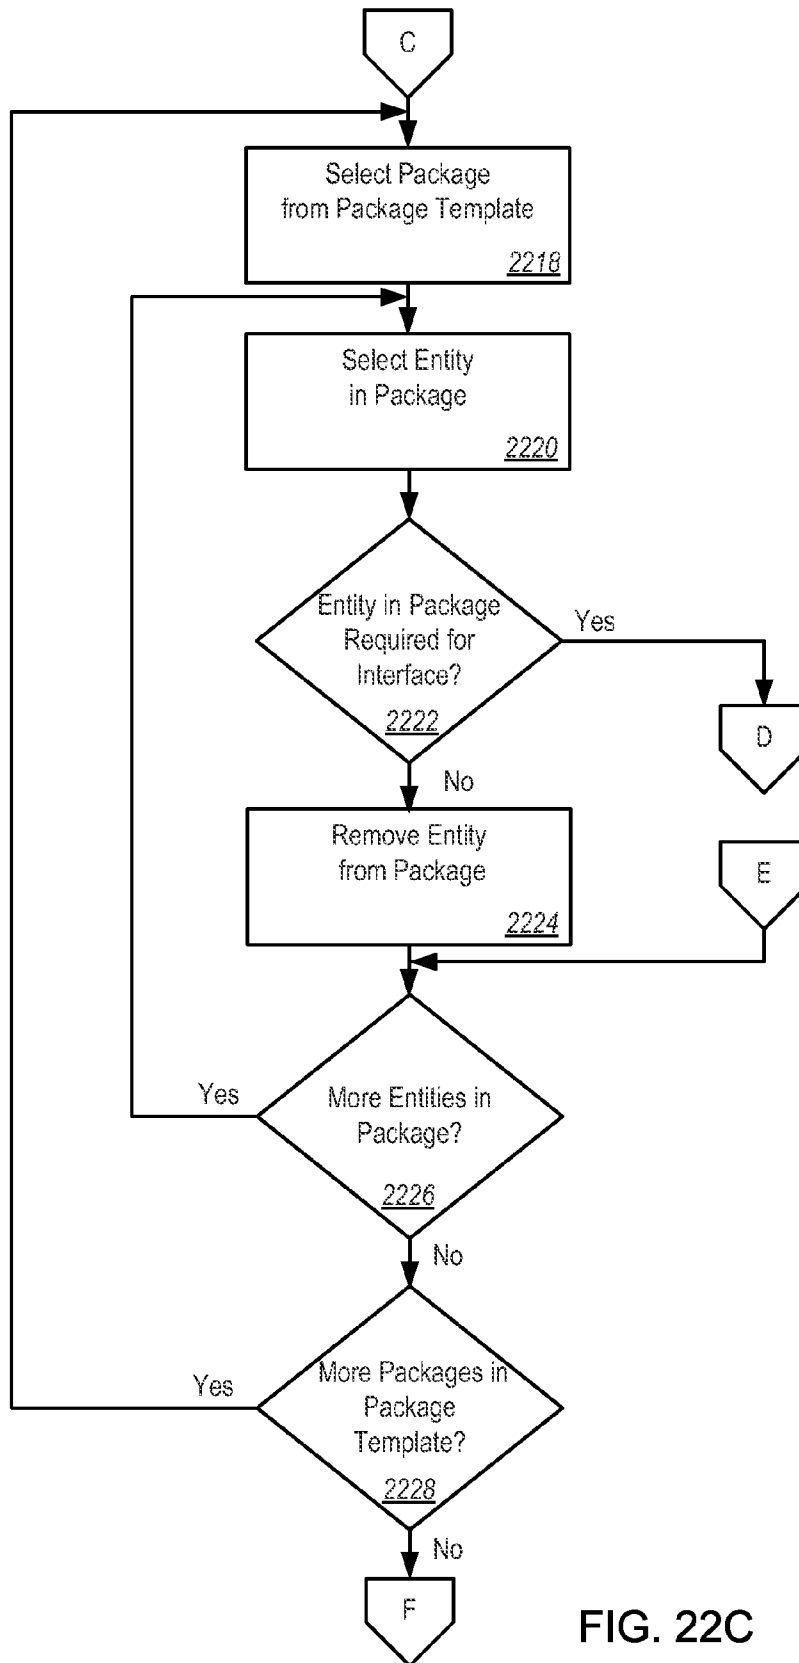 C
Select Package
from Package Template
2218
Select Entity
in Package
2220
Entity in Package
Required for
Interface?
2222
Yes
D
No
Remove Entity
from Package
2224
E
Yes
More Entities in
Package?
2226
No
Yes
More Packages in
Package
Template?
2228
No
F
FIG. 22C